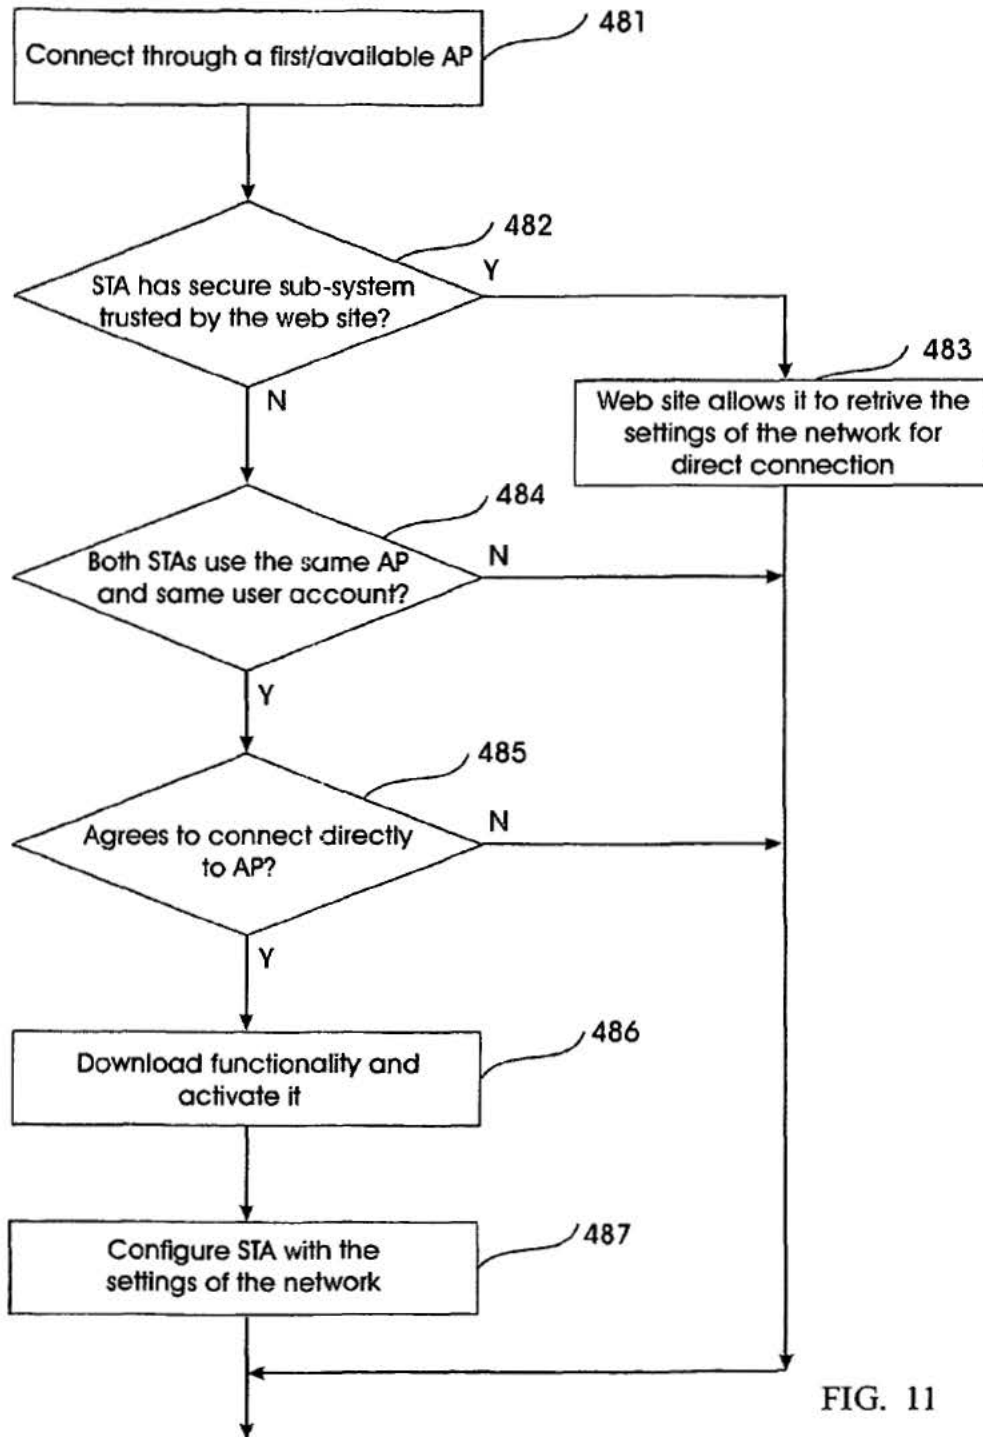 481
Connect through a first/available AP
482
STA has secure sub-system
trusted by the web site?
Y
N
483
Web site allows it to retrive the
settings of the network for
direct connection
484
Both STAs use the same AP
and same user account?
N
Y
485
Agrees to connect directly
to AP?
N
Y
486
Download functionality and
activate it
487
Configure STA with the
settings of the network
FIG. 11